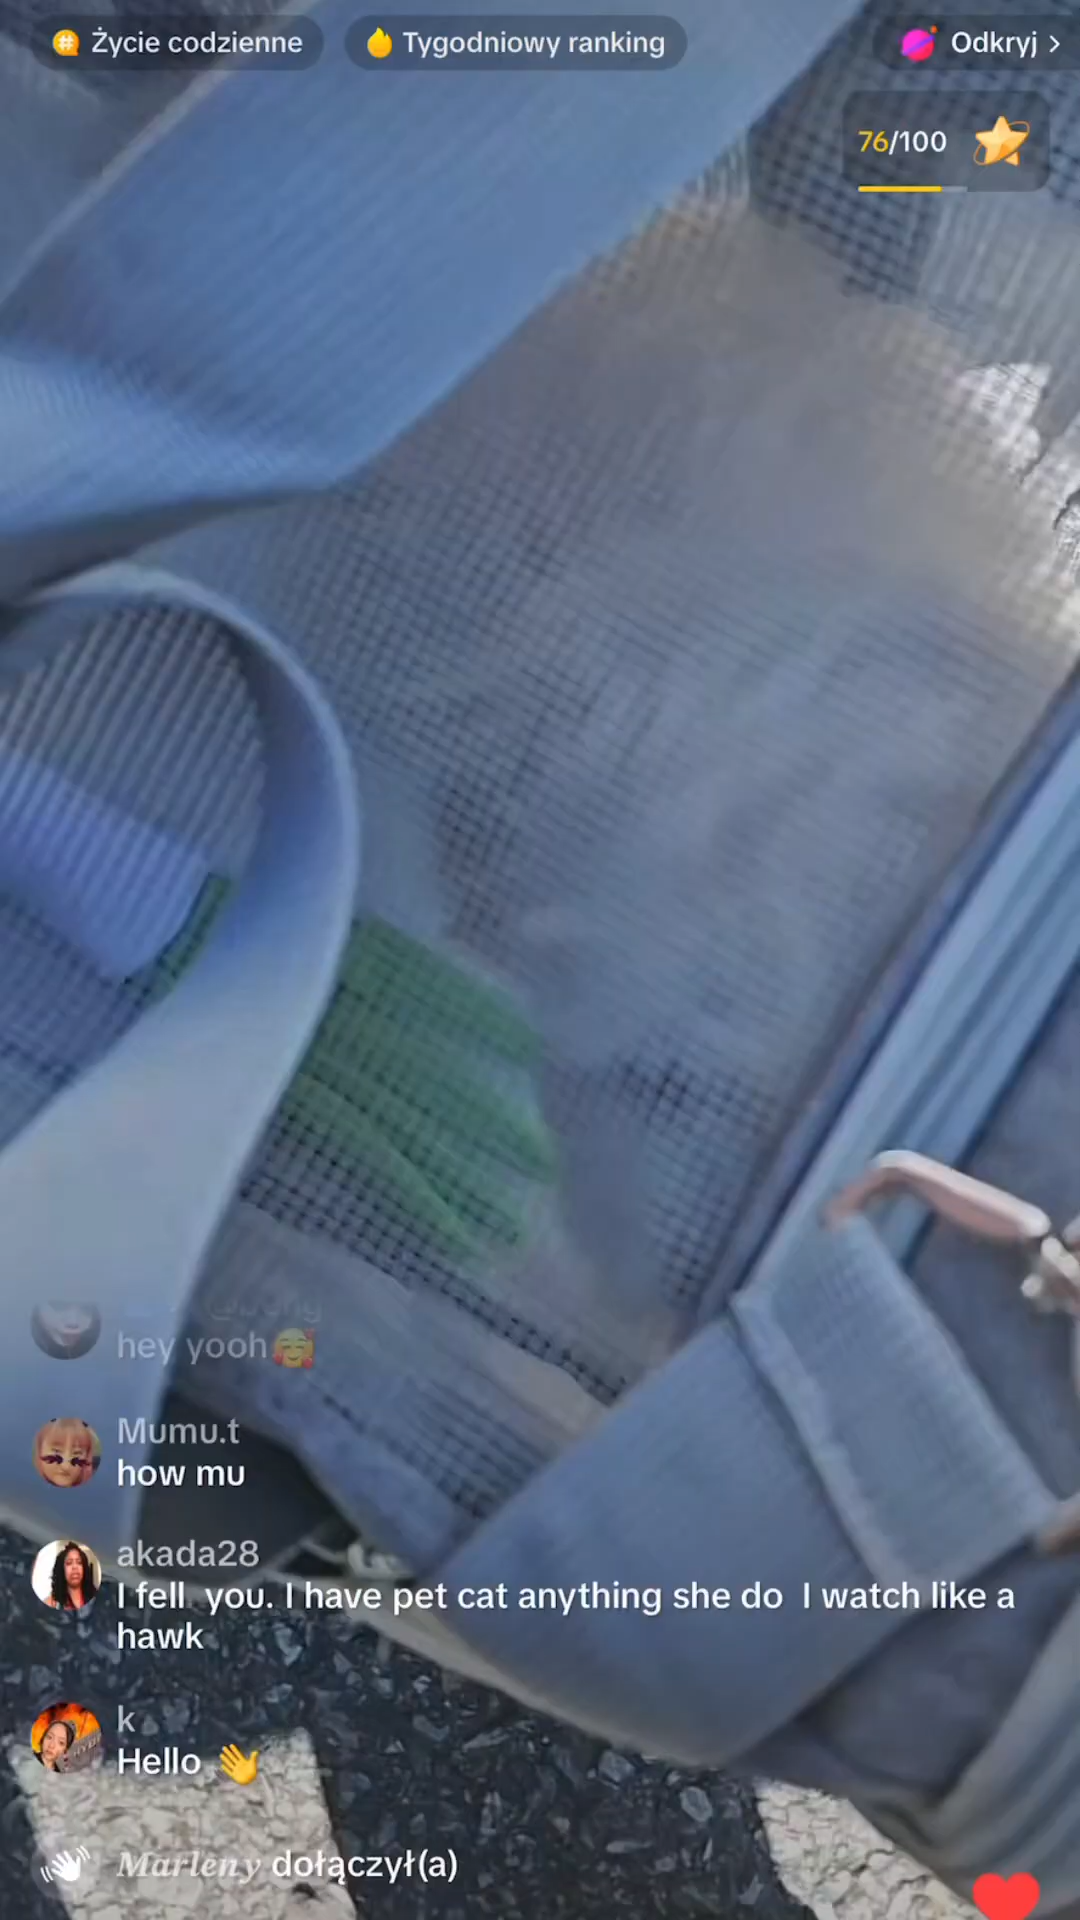 Życie codzienne
Tygodniowy ranking
Odkryj >
76/100
hey yooh🥰
Mumu.t
how mu
akada28
I fell you. I have pet cat anything she do I watch like a
hawk
k
Hello 👋
Marleny dołączył(a)